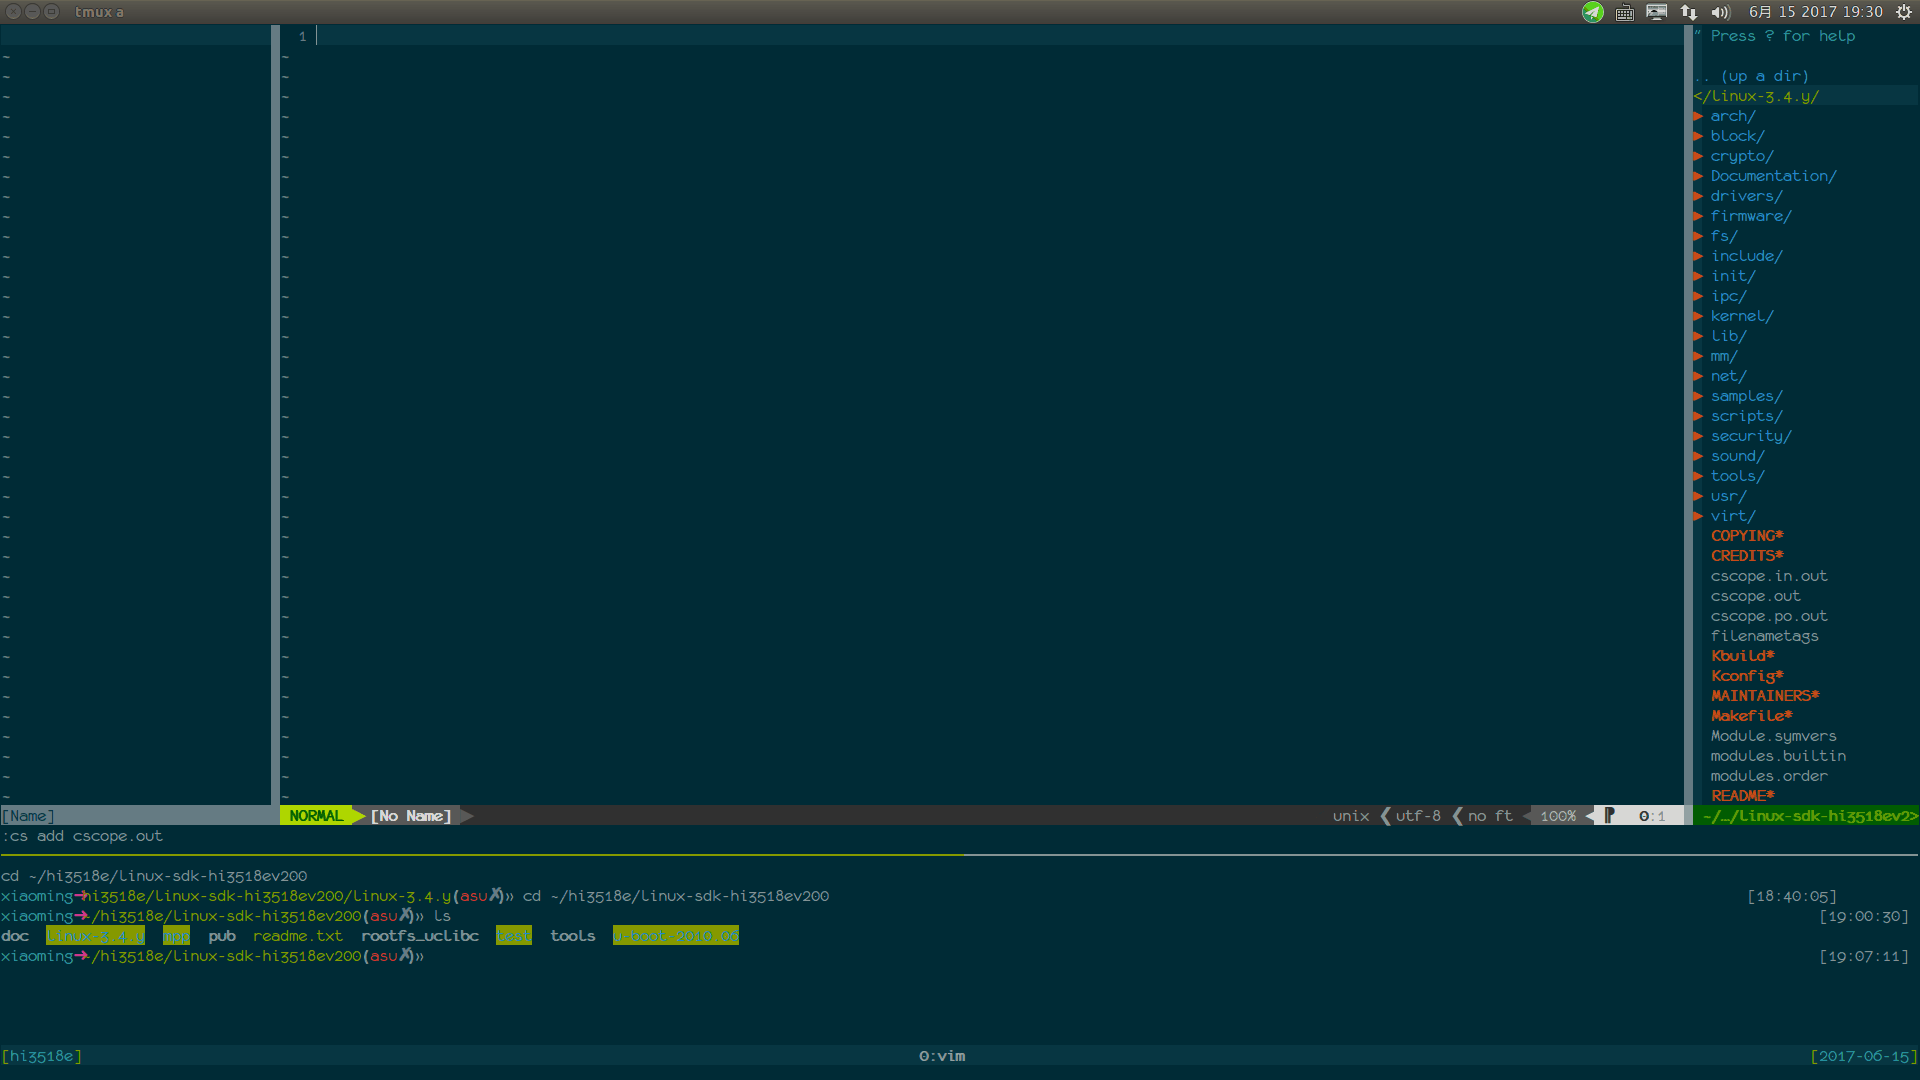 tmux a
6月 15 2017 19:30
1
" Press ? for help
.. (up a dir)
</linux-3.4.y/
▸ arch/
▸ block/
▸ crypto/
▸ Documentation/
▸ drivers/
▸ firmware/
▸ fs/
▸ include/
▸ init/
▸ ipc/
▸ kernel/
▸ lib/
▸ mm/
▸ net/
▸ samples/
▸ scripts/
▸ security/
▸ sound/
▸ tools/
▸ usr/
▸ virt/
COPYING*
CREDITS*
cscope.in.out
cscope.out
cscope.po.out
filenametags
Kbuild*
Kconfig*
MAINTAINERS*
Makefile*
Module.symvers
modules.builtin
modules.order
README*
[Name] NORMAL [No Name] unix ❮ utf-8 ❮ no ft 100% 0:1 ~/…/linux-sdk-hi3518ev2>
:cs add cscope.out
cd ~/hi3518e/linux-sdk-hi3518ev200
xiaoming➜hi3518e/linux-sdk-hi3518ev200/linux-3.4.y(asu✗)» cd ~/hi3518e/linux-sdk-hi3518ev200 [18:40:05]
xiaoming➜~/hi3518e/linux-sdk-hi3518ev200(asu✗)» ls [19:00:30]
doc linux-3.4.y mpp pub readme.txt rootfs_uclibc test tools u-boot-2010.06
xiaoming➜~/hi3518e/linux-sdk-hi3518ev200(asu✗)» [19:07:11]
[hi3518e] 0:vim [2017-06-15]